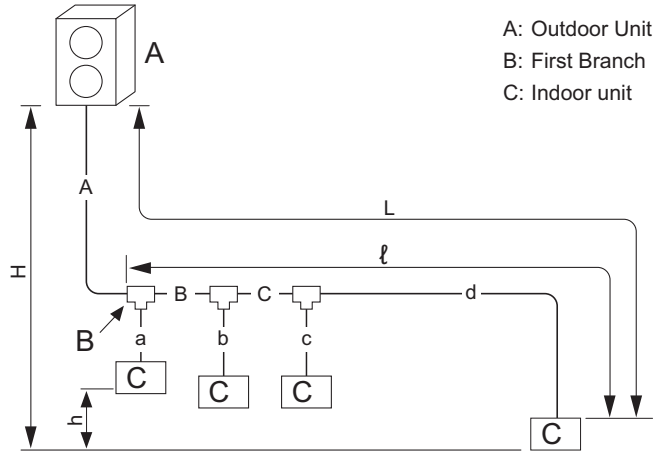 A
A: Outdoor Unit
B: First Branch
C: Indoor unit
A
L
H
ℓ
B C d
B a b c
C C C
h
C